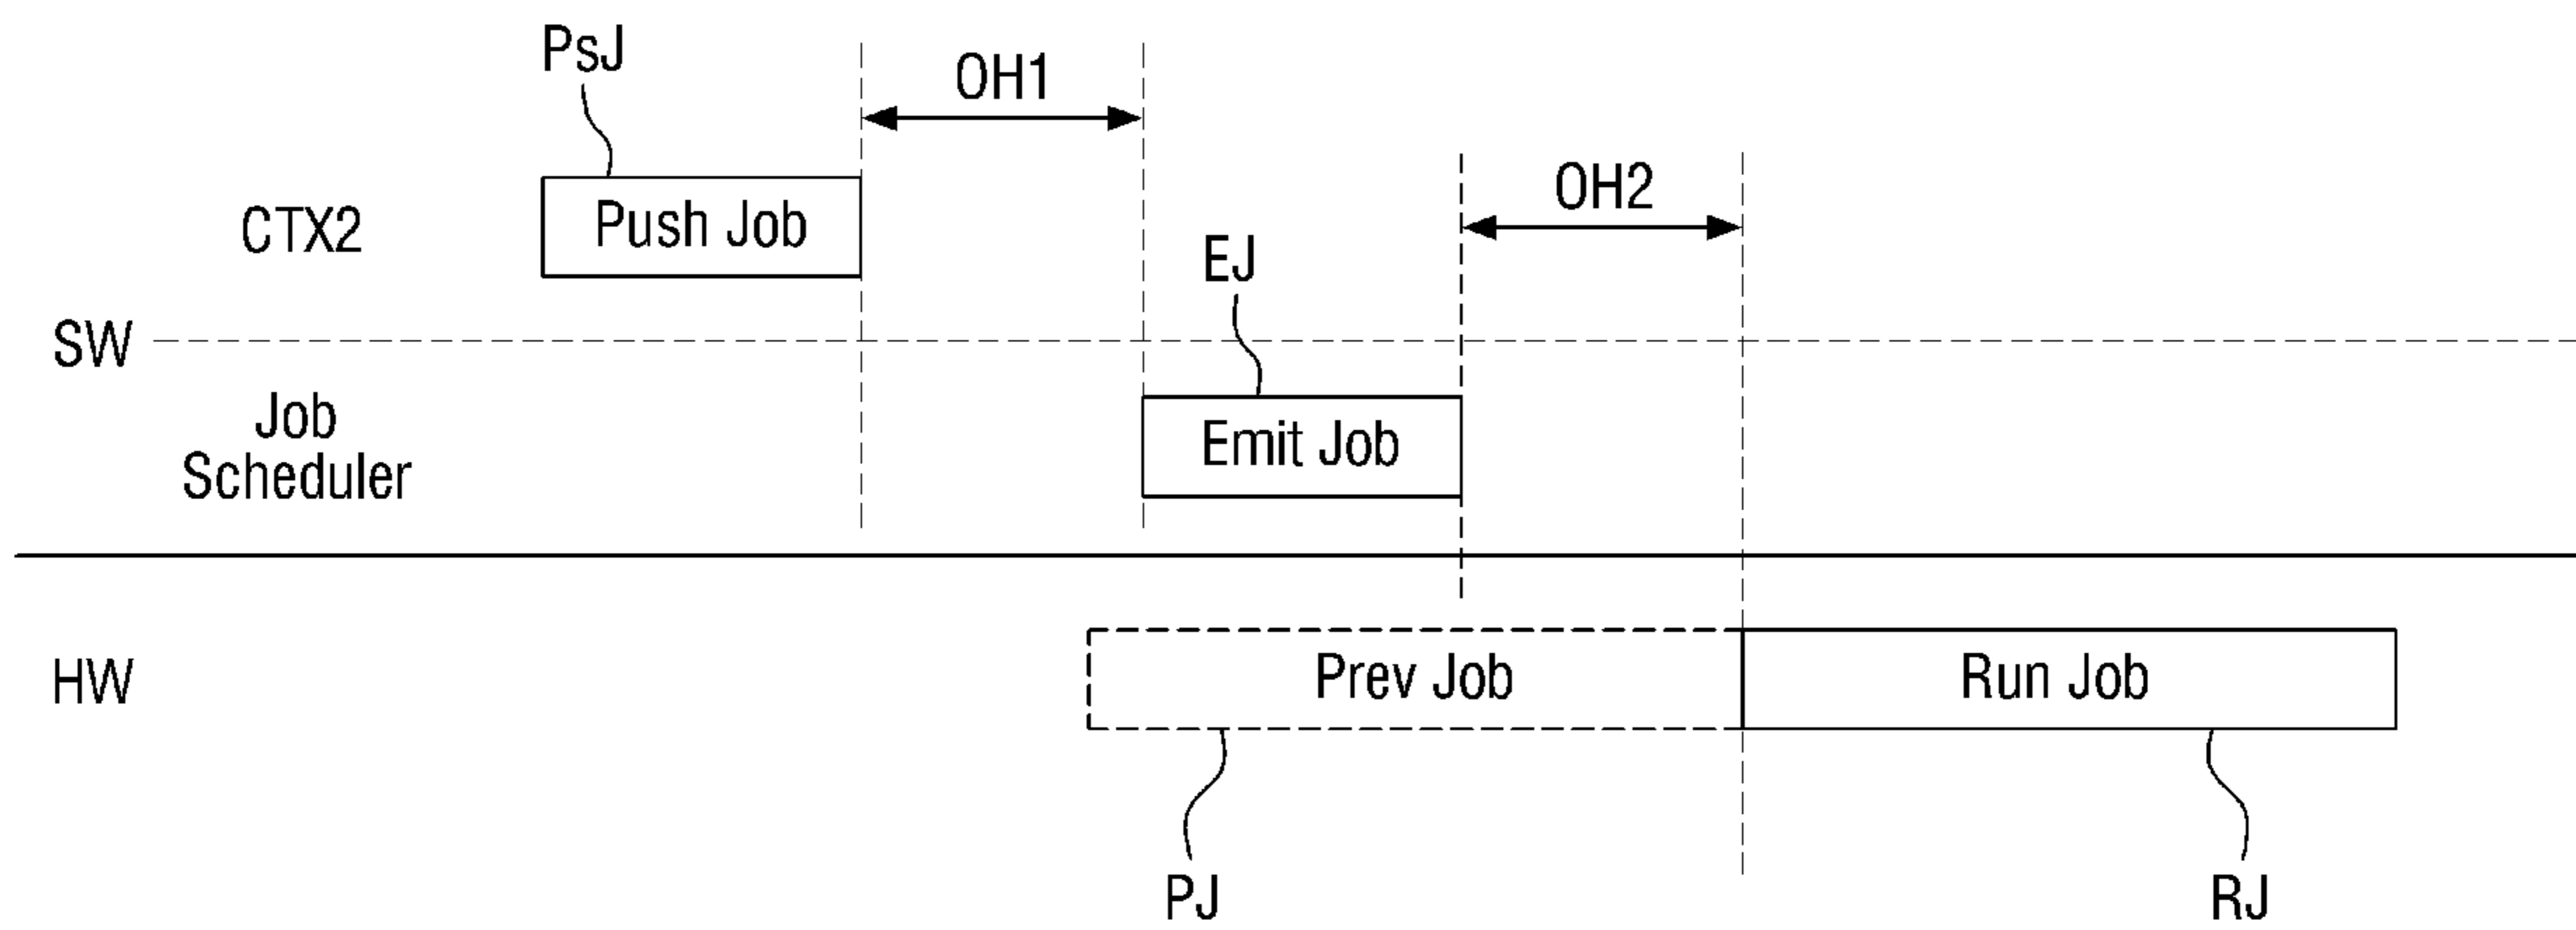 PsJ
OH1
OH2
CTX2
Push Job
EJ
SW
Job
Scheduler
Emit Job
HW
Prev Job
Run Job
PJ
RJ